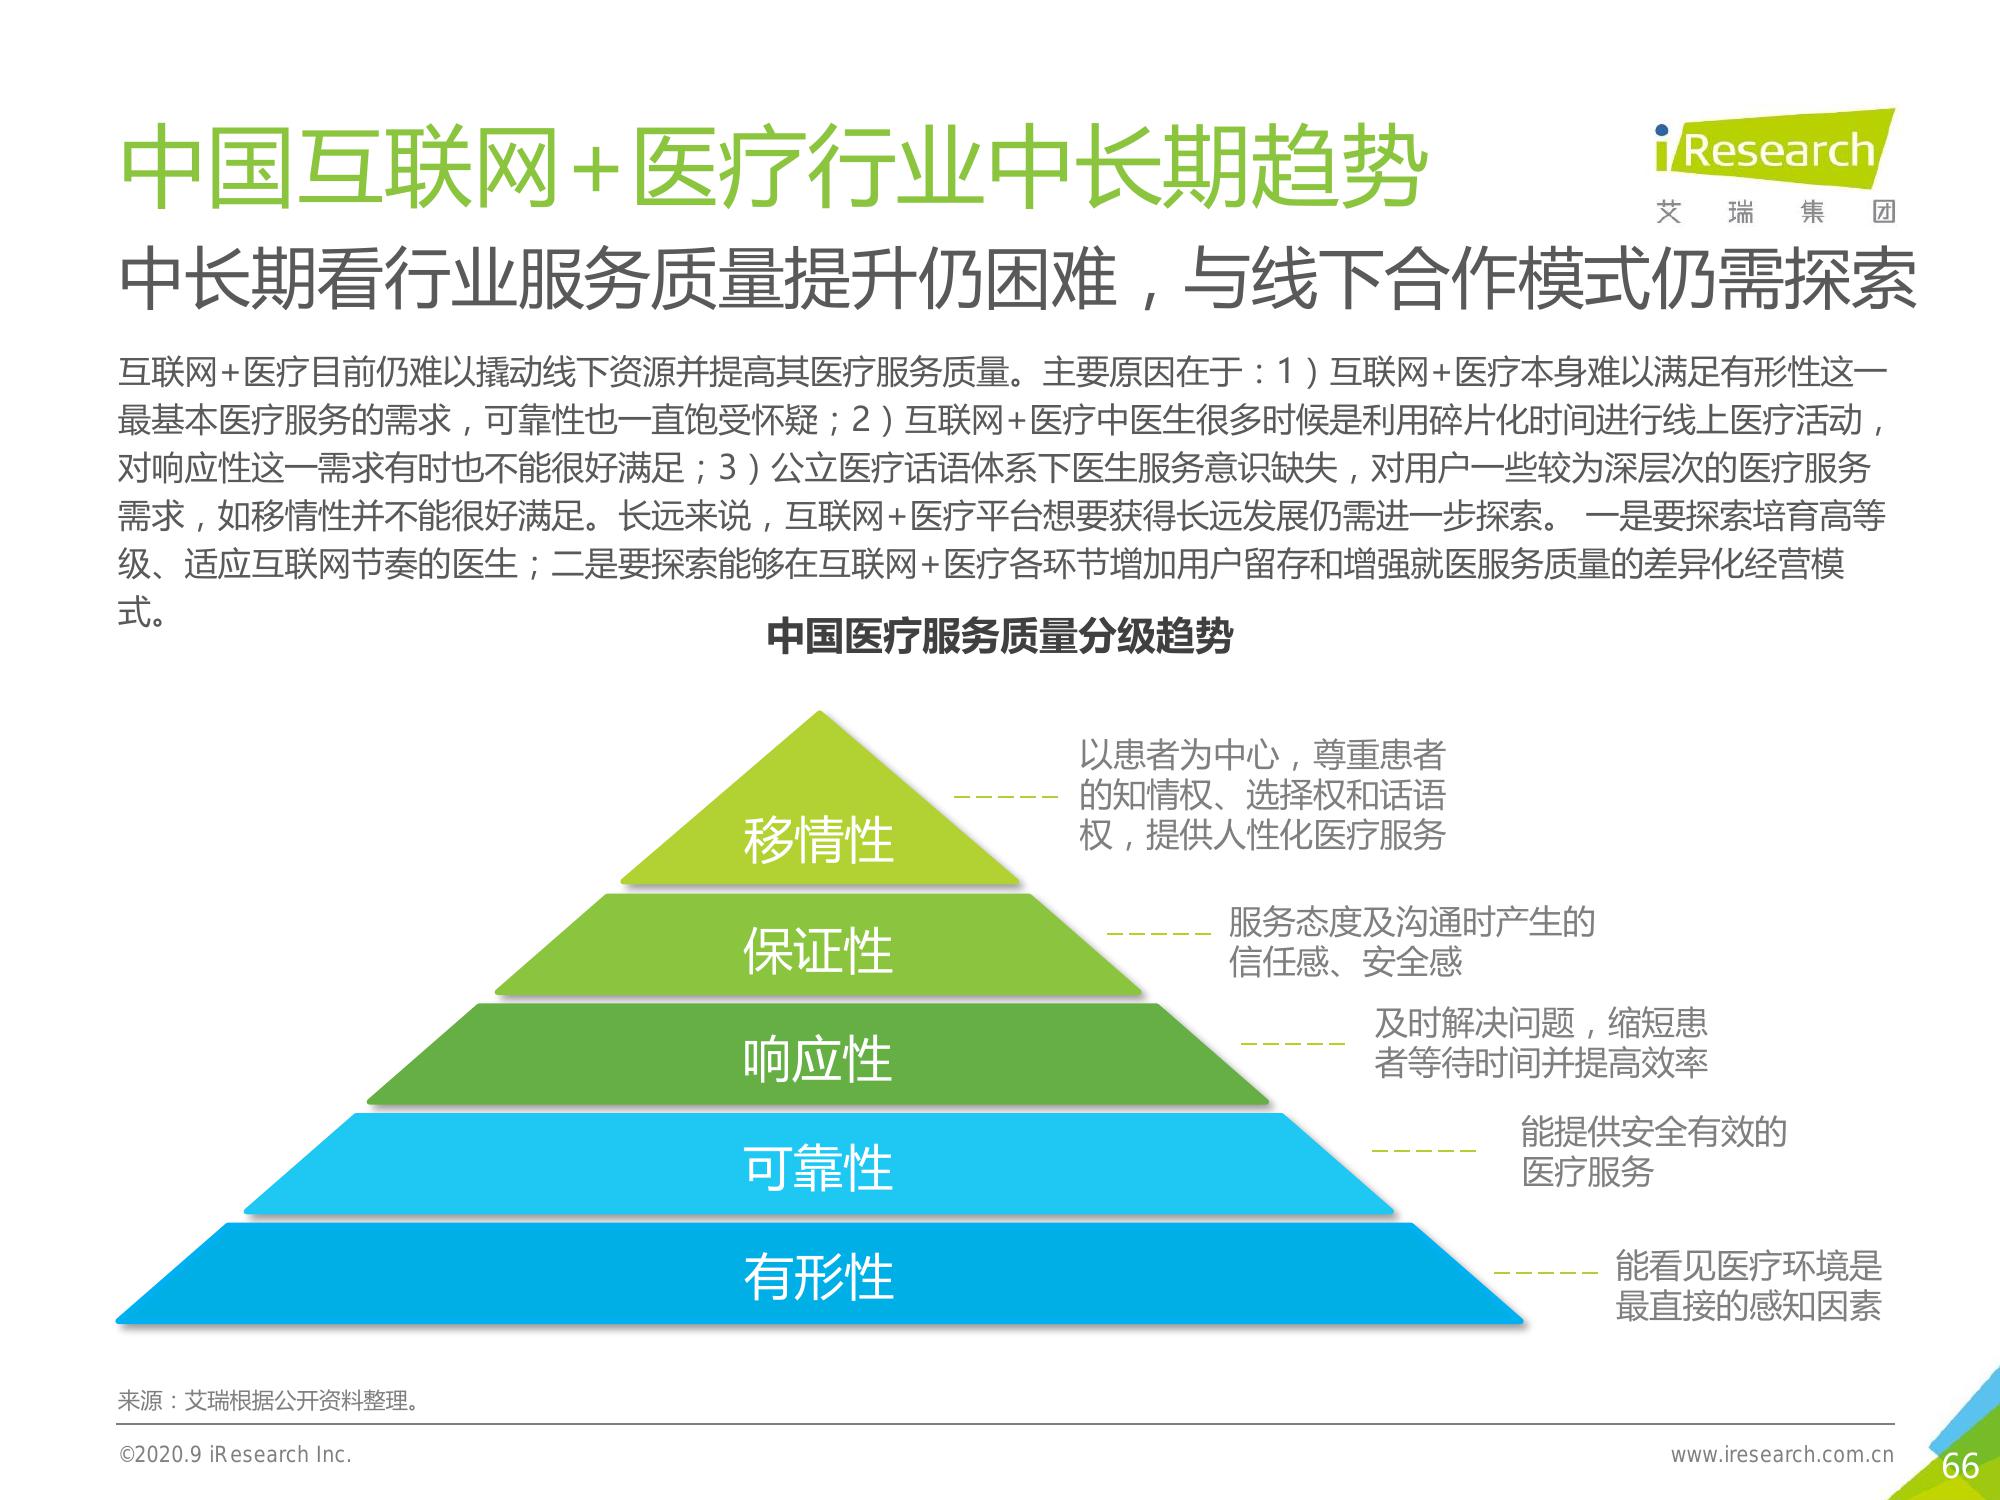 中国互联网+医疗行业中长期趋势
iResearch
艾瑞集团
中长期看行业服务质量提升仍困难，与线下合作模式仍需探索
互联网+医疗目前仍难以撬动线下资源并提高其医疗服务质量。主要原因在于：1）互联网+医疗本身难以满足有形性这一
最基本医疗服务的需求，可靠性也一直饱受怀疑；2）互联网+医疗中医生很多时候是利用碎片化时间进行线上医疗活动，
对响应性这一需求有时也不能很好满足；3）公立医疗话语体系下医生服务意识缺失，对用户一些较为深层次的医疗服务
需求，如移情性并不能很好满足。长远来说，互联网+医疗平台想要获得长远发展仍需进一步探索。 一是要探索培育高等
级、适应互联网节奏的医生；二是要探索能够在互联网+医疗各环节增加用户留存和增强就医服务质量的差异化经营模
式。
中国医疗服务质量分级趋势
移情性
以患者为中心，尊重患者
的知情权、选择权和话语
权，提供人性化医疗服务
保证性
服务态度及沟通时产生的
信任感、安全感
响应性
及时解决问题，缩短患
者等待时间并提高效率
可靠性
能提供安全有效的
医疗服务
有形性
能看见医疗环境是
最直接的感知因素
来源：艾瑞根据公开资料整理。
©2020.9 iResearch Inc.
www.iresearch.com.cn
66